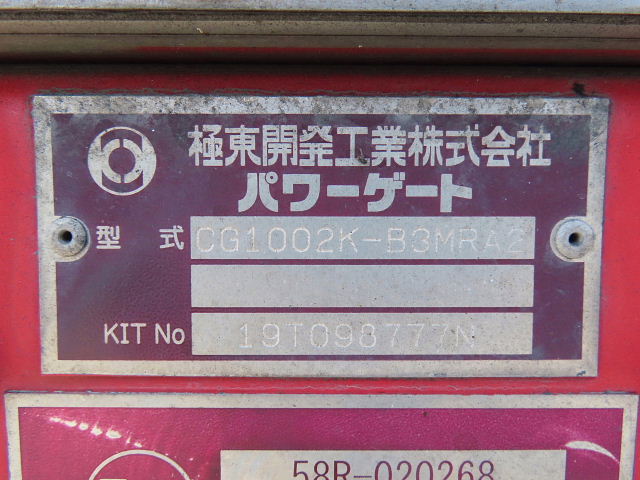 極東開発工業株式会社
パワーゲート
型 式 CG1002K-B3MRA2
KIT No 19T098777N
58R-020268